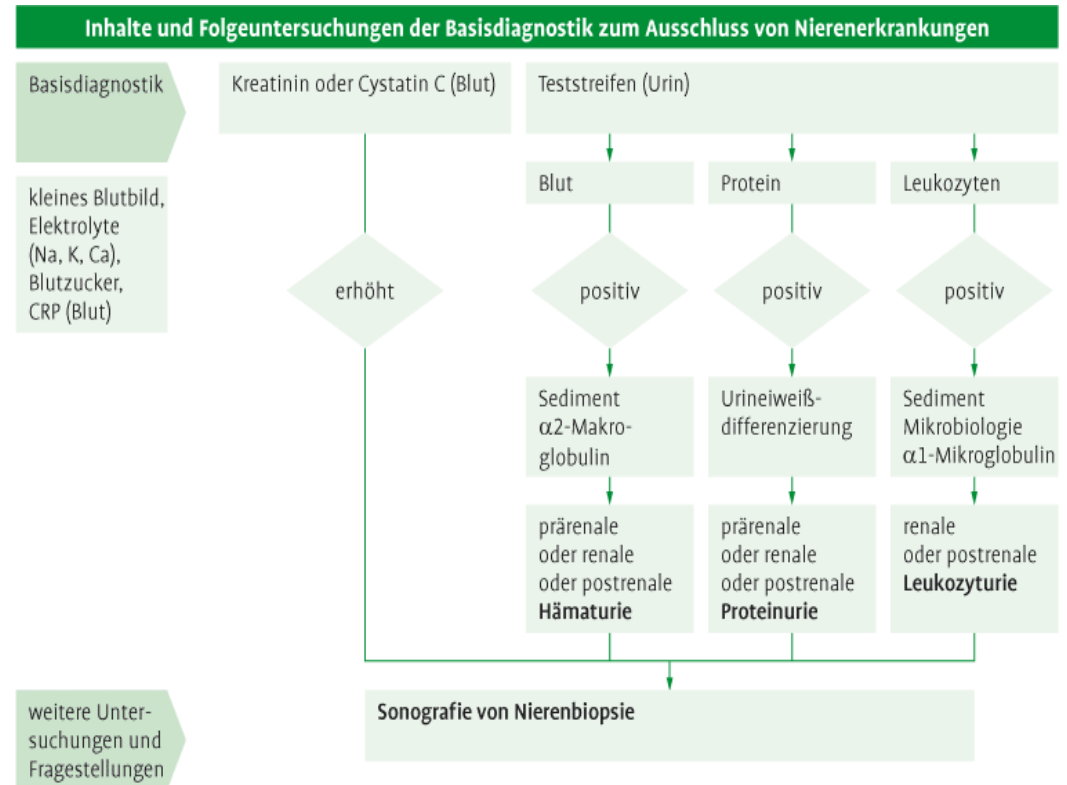 Inhalte und Folgeuntersuchungen der Basisdiagnostik zum Ausschluss von Nierenerkrankungen
Basisdiagnostik
Kreatinin oder Cystatin C (Blut)
Teststreifen (Urin)
kleines Blutbild,
Elektrolyte
(Na, K, Ca),
Blutzucker,
CRP (Blut)
Blut
Protein
Leukozyten
erhöht
positiv
positiv
positiv
Sediment
α2-Makro-
globulin
Urineiweiß-
differenzierung
Sediment
Mikrobiologie
α1-Mikroglobulin
prärenale
oder renale
oder postrenale
Hämaturie
prärenale
oder renale
oder postrenale
Proteinurie
renale
oder postrenale
Leukozyturie
weitere Unter-
suchungen und
Fragestellungen
Sonografie von Nierenbiopsie